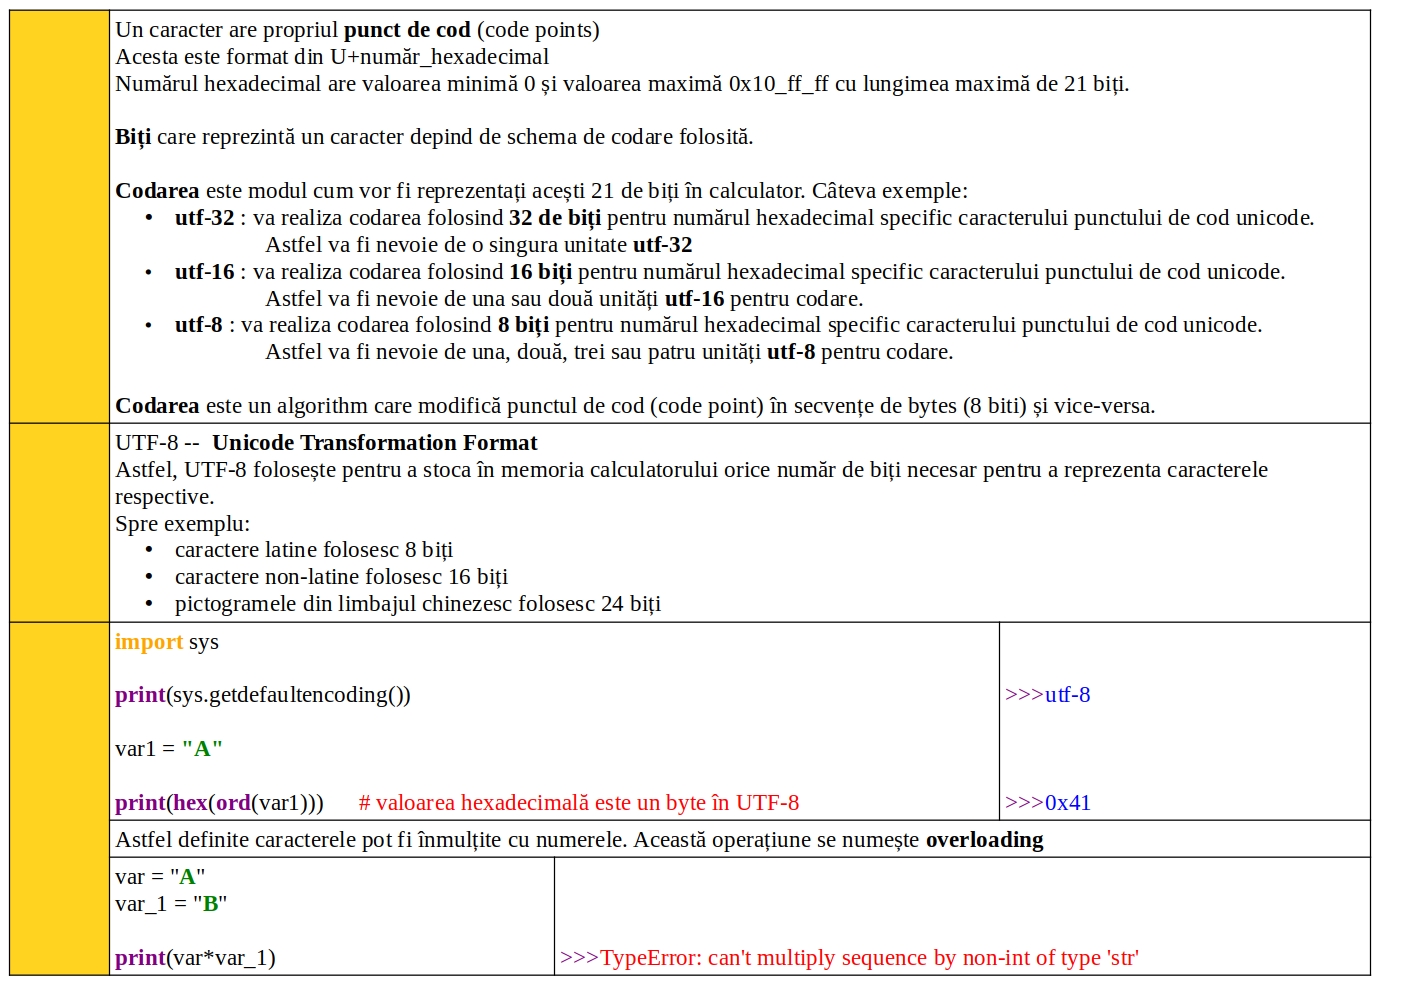 Un caracter are propriul punct de cod (code points)
Acesta este format din U+număr_hexadecimal
Numărul hexadecimal are valoarea minimă 0 și valoarea maximă 0x10_ff_ff cu lungimea maximă de 21 biți.
Biți care reprezintă un caracter depind de schema de codare folosită.
Codarea este modul cum vor fi reprezentați acești 21 de biți în calculator. Câteva exemple:
• utf-32 : va realiza codarea folosind 32 de biți pentru numărul hexadecimal specific caracterului punctului de cod unicode.
Astfel va fi nevoie de o singura unitate utf-32
• utf-16 : va realiza codarea folosind 16 biți pentru numărul hexadecimal specific caracterului punctului de cod unicode.
Astfel va fi nevoie de una sau două unități utf-16 pentru codare.
• utf-8 : va realiza codarea folosind 8 biți pentru numărul hexadecimal specific caracterului punctului de cod unicode.
Astfel va fi nevoie de una, două, trei sau patru unități utf-8 pentru codare.
Codarea este un algorithm care modifică punctul de cod (code point) în secvențe de bytes (8 biti) și vice-versa.
UTF-8 -- Unicode Transformation Format
Astfel, UTF-8 folosește pentru a stoca în memoria calculatorului orice număr de biți necesar pentru a reprezenta caracterele
respective.
Spre exemplu:
• caractere latine folosesc 8 biți
• caractere non-latine folosesc 16 biți
• pictogramele din limbajul chinezesc folosesc 24 biți
import sys
print(sys.getdefaultencoding())
>>>utf-8
var1 = "A"
print(hex(ord(var1))) # valoarea hexadecimală este un byte în UTF-8
>>>0x41
Astfel definite caracterele pot fi înmulțite cu numerele. Această operațiune se numește overloading
var = "A"
var_1 = "B"
print(var*var_1)
>>>TypeError: can't multiply sequence by non-int of type 'str'